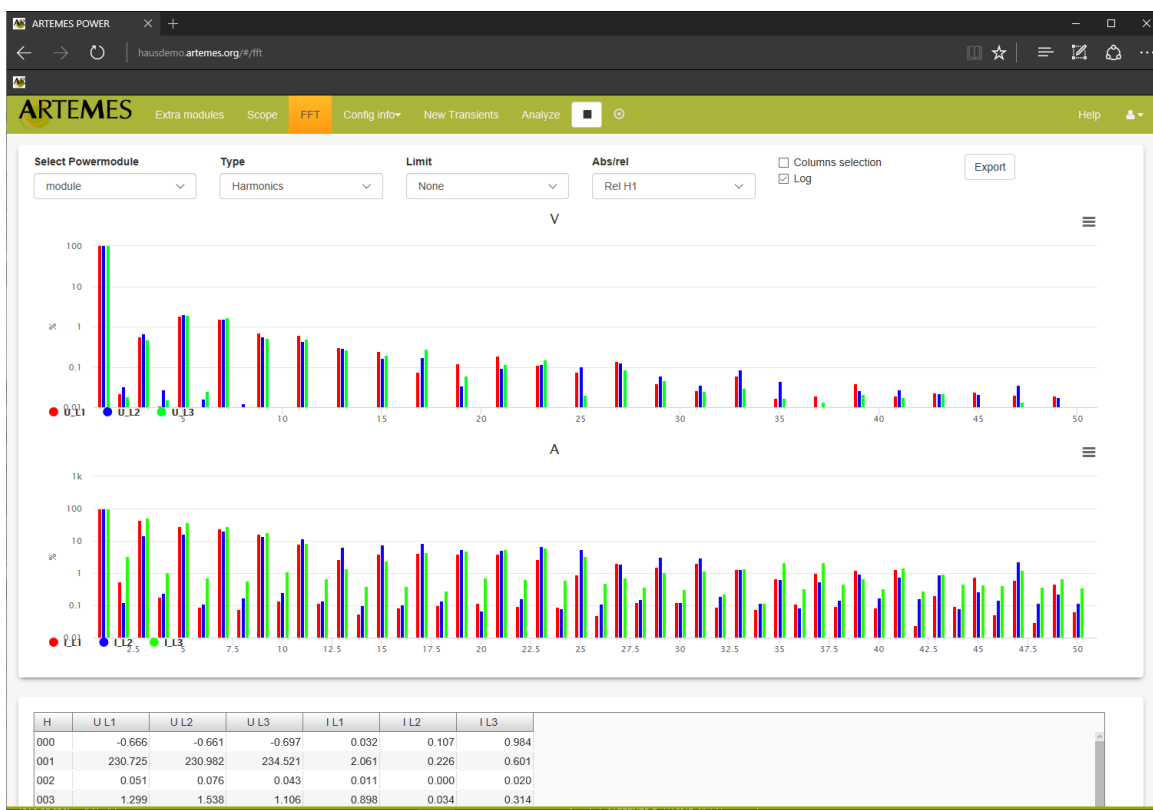 ARTEMES POWER
hausdemo.artemes.org/#/fft
ARTEMES Extra modules Scope FFT Config info New Transients Analyze Help
Select Powermodule Type Limit Abs/rel Columns selection Export
module Harmonics None Rel H1 Log
V
100
10
% 1
0.1
0.01
U_L1 U_L2 U_L3 5 10 15 20 25 30 35 40 45 50
A
1k
100
10
% 1
0.1
0.01
I_L1 I_L2 I_L3 2.5 7.5 10 12.5 15 17.5 20 22.5 25 27.5 30 32.5 35 37.5 40 42.5 45 47.5 50
H U L1 U L2 U L3 I L1 I L2 I L3
000 -0.666 -0.661 -0.697 0.032 0.107 0.984
001 230.725 230.982 234.521 2.061 0.226 0.601
002 0.051 0.076 0.043 0.011 0.000 0.020
003 1.299 1.538 1.106 0.898 0.034 0.314